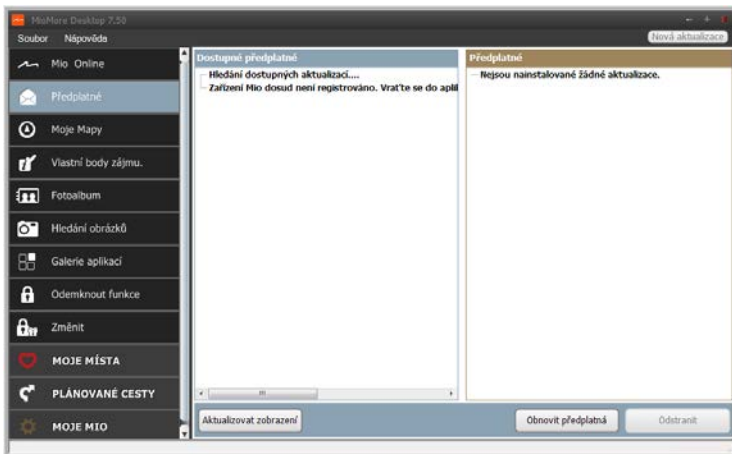 MioMore Desktop 7.50
Soubor Nápověda
Nová aktualizace
Mio Online
Předplatné
Moje Mapy
Vlastní body zájmu.
Fotoalbum
Hledání obrázků
Galerie aplikací
Odemknout funkce
Změnit
MOJE MÍSTA
PLÁNOVANÉ CESTY
MOJE MIO
Dostupné předplatné
Hledání dostupných aktualizací....
Zařízení Mio dosud není registrováno. Vraťte se do apli
Předplatné
Nejsou nainstalované žádné aktualizace.
Aktualizovat zobrazení
Obnovit předplatná
Odstranit